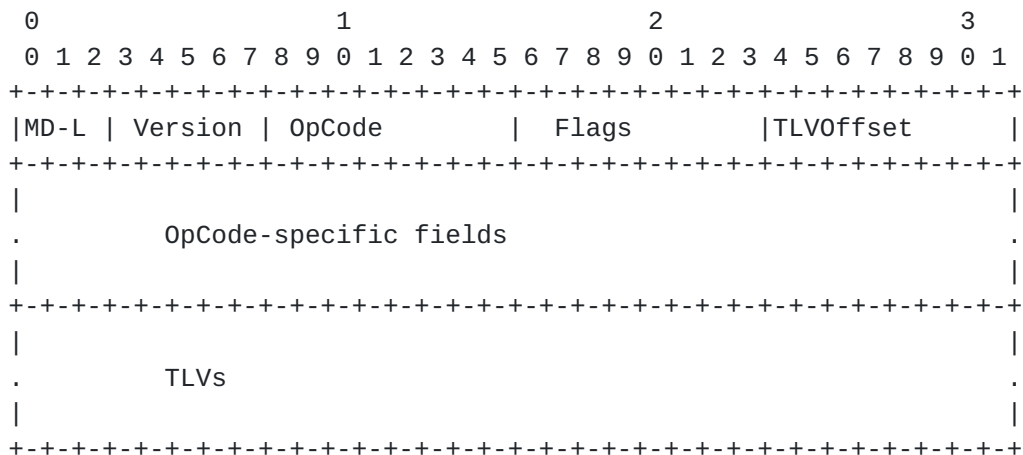 0                   1                   2                   3
 0 1 2 3 4 5 6 7 8 9 0 1 2 3 4 5 6 7 8 9 0 1 2 3 4 5 6 7 8 9 0 1
+-+-+-+-+-+-+-+-+-+-+-+-+-+-+-+-+-+-+-+-+-+-+-+-+-+-+-+-+-+-+-+-+
|MD-L | Version | OpCode        |  Flags        |TLVOffset      |
+-+-+-+-+-+-+-+-+-+-+-+-+-+-+-+-+-+-+-+-+-+-+-+-+-+-+-+-+-+-+-+-+
|                                                               |
.         OpCode-specific fields                                .
|                                                               |
+-+-+-+-+-+-+-+-+-+-+-+-+-+-+-+-+-+-+-+-+-+-+-+-+-+-+-+-+-+-+-+-+
|                                                               |
.         TLVs                                                  .
|                                                               |
+-+-+-+-+-+-+-+-+-+-+-+-+-+-+-+-+-+-+-+-+-+-+-+-+-+-+-+-+-+-+-+-+